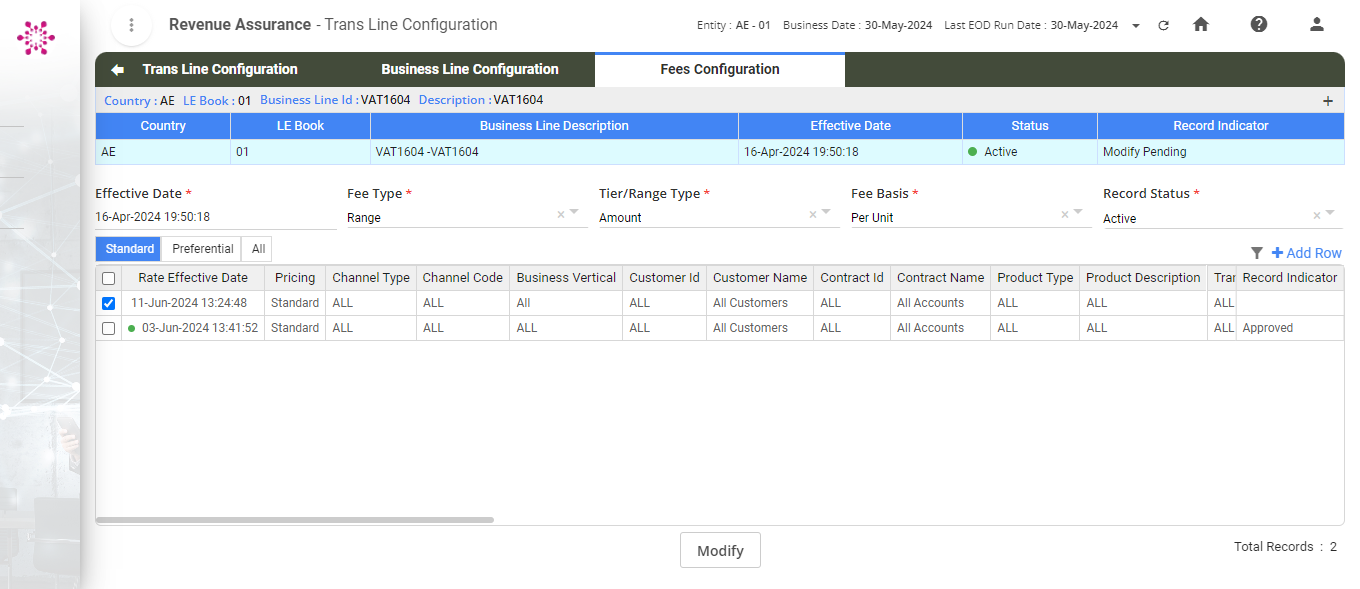 Revenue Assurance - Trans Line Configuration
Entity : AE - 01 Business Date : 30-May-2024 Last EOD Run Date : 30-May-2024
Trans Line Configuration Business Line Configuration Fees Configuration
Country : AE LE Book : 01 Business Line Id : VAT1604 Description : VAT1604
Country LE Book Business Line Description Effective Date Status Record Indicator
AE 01 VAT1604 -VAT1604 16-Apr-2024 19:50:18 Active Modify Pending
Effective Date * Fee Type * Tier/Range Type * Fee Basis * Record Status *
16-Apr-2024 19:50:18 Range Amount Per Unit Active
Standard Preferential All
+ Add Row
Rate Effective Date Pricing Channel Type Channel Code Business Vertical Customer Id Customer Name Contract Id Contract Name Product Type Product Description Trar Record Indicator
11-Jun-2024 13:24:48 Standard ALL ALL All ALL All Customers ALL All Accounts ALL ALL ALL
03-Jun-2024 13:41:52 Standard ALL ALL ALL ALL All Customers ALL All Accounts ALL ALL ALL Approved
Modify
Total Records : 2